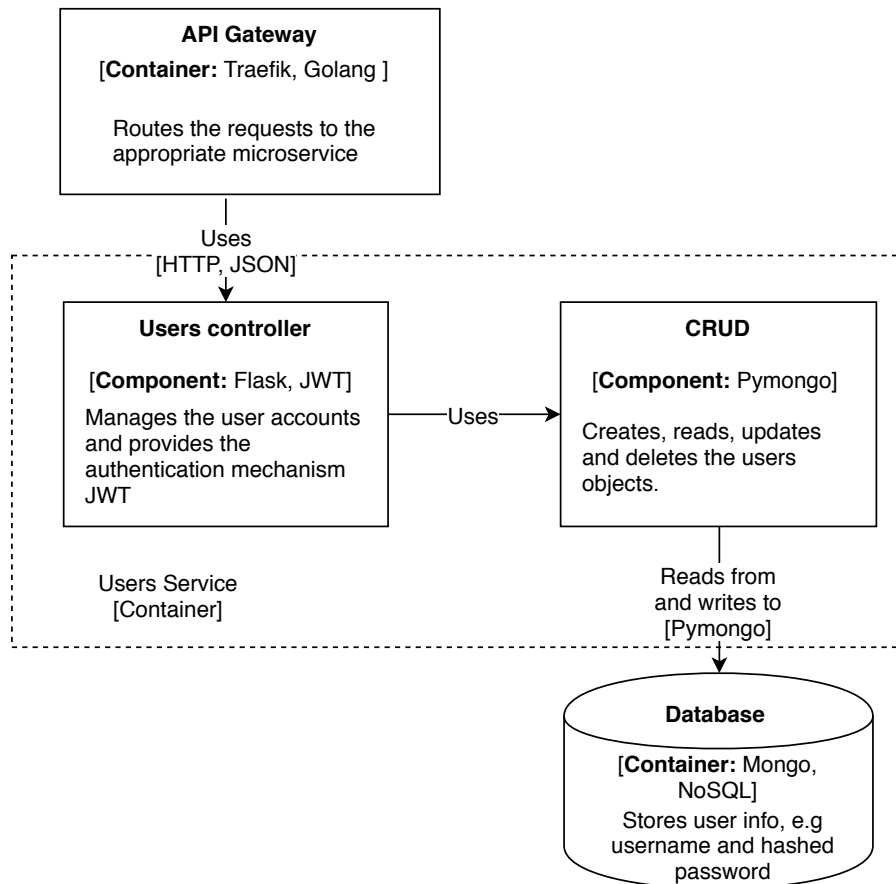 API Gateway
[Container: Traefik, Golang ]
Routes the requests to the
appropriate microservice
Uses
[HTTP, JSON]
Users controller
[Component: Flask, JWT]
Manages the user accounts
and provides the
authentication mechanism
JWT
Uses
CRUD
[Component: Pymongo]
Creates, reads, updates
and deletes the users
objects.
Users Service
[Container]
Reads from
and writes to
[Pymongo]
Database
[Container: Mongo,
NoSQL]
Stores user info, e.g
username and hashed
password